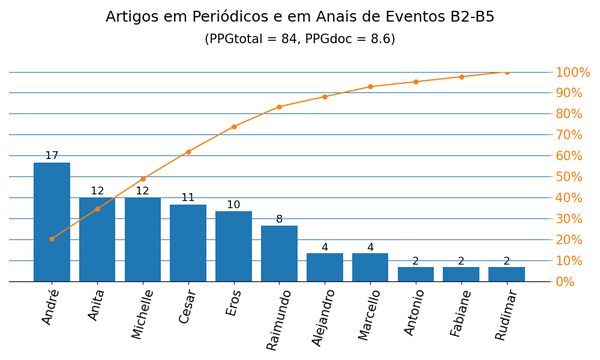 Artigos em Periódicos e em Anais de Eventos B2-B5
(PPGtotal = 84, PPGdoc = 8.6)
100%
90%
80%
70%
60%
50%
40%
30%
20%
10%
0%
17
12
12
11
10
8
4
4
2
2
2
André
Anita
Michelle
Cesar
Eros
Raimundo
Alejandro
Marcello
Antonio
Fabiane
Rudimar